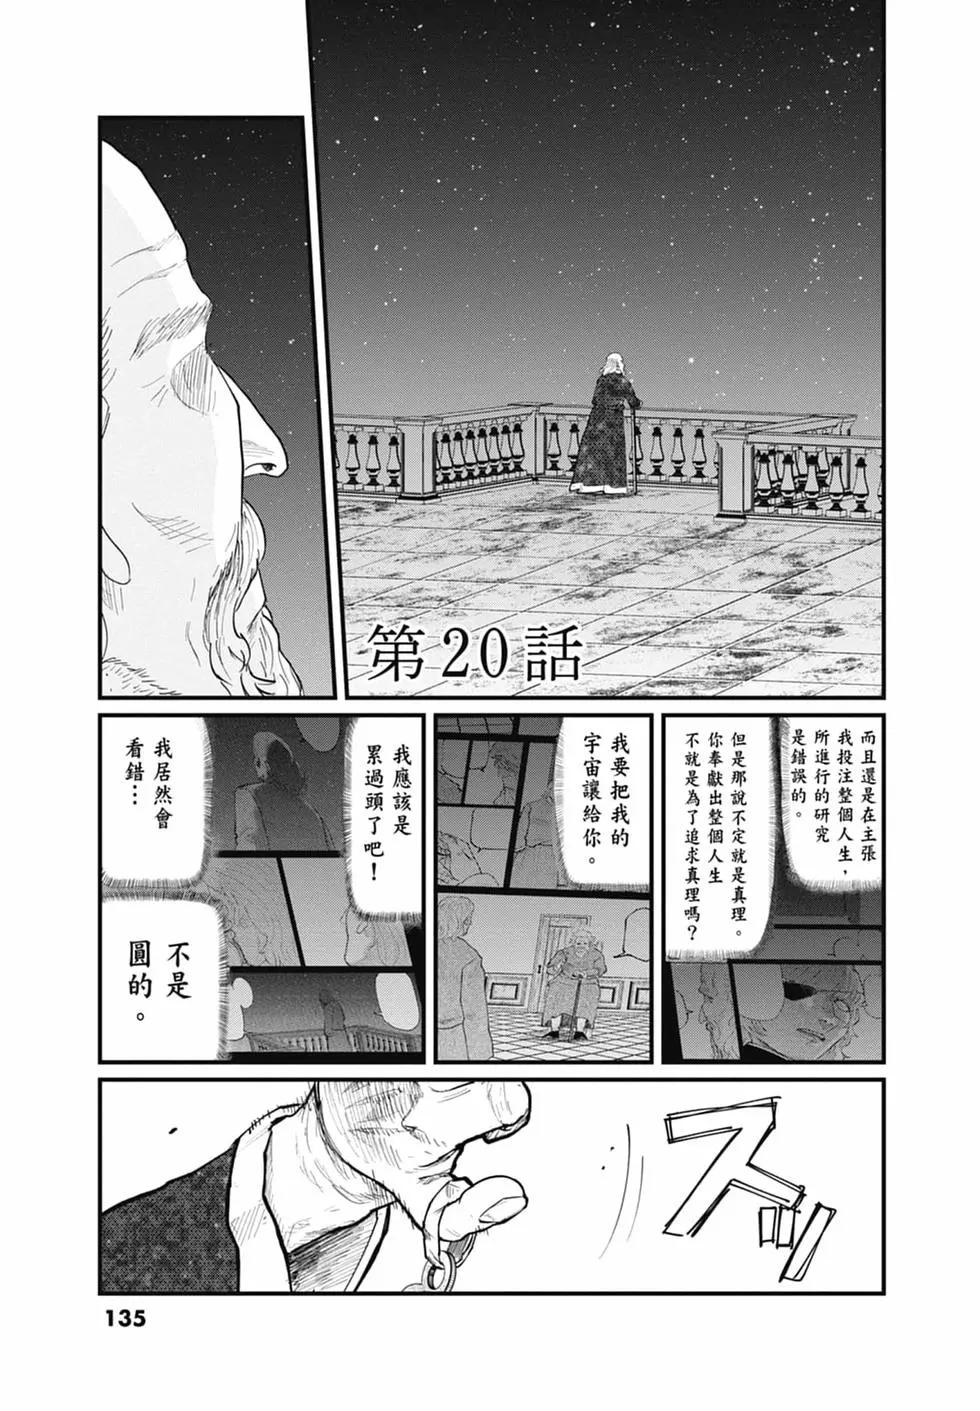 第20話
而且還是在主張
我投注整個人生，
所進行的研究
是錯誤的。
但是那說不定就是真理。
你奉獻出整個人生
不就是為了追求真理嗎？
我要把我的
宇宙讓給你。
我應該是
累過頭了吧！
我居然會
看錯…
不是
圓的。
ズッ
135